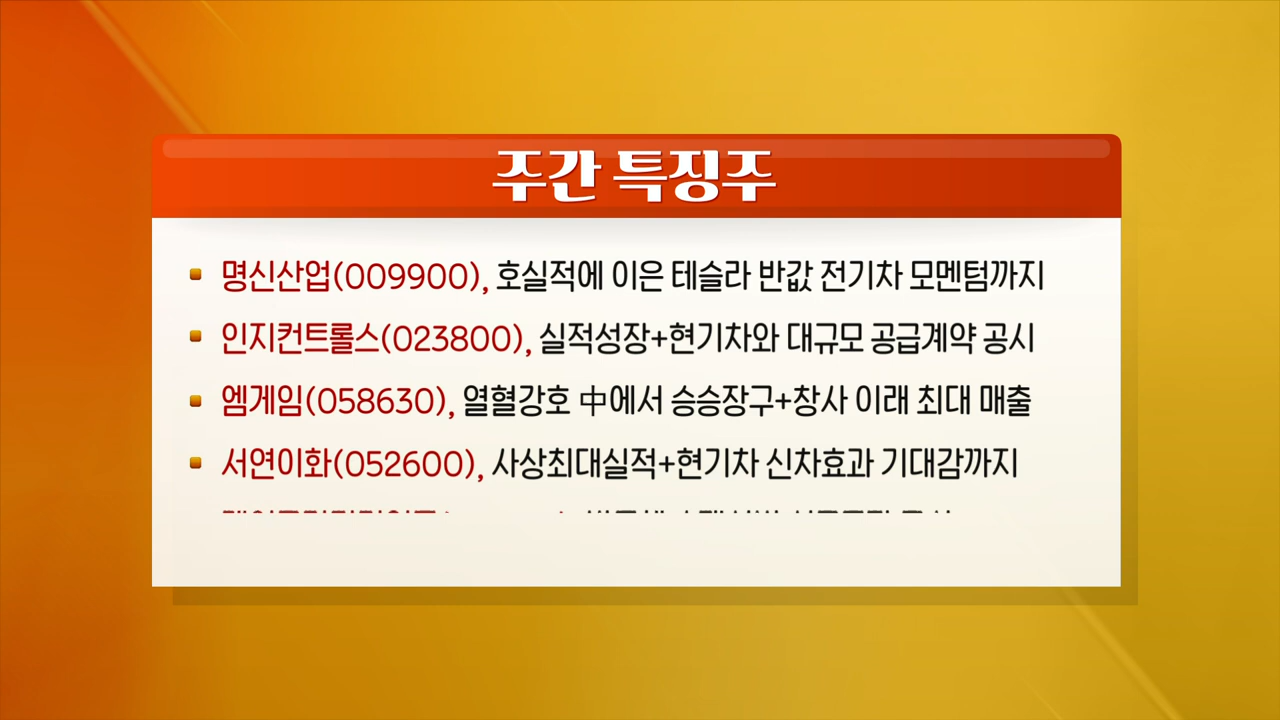 주간 특징주
명신산업(009900), 호실적에 이은 테슬라 반값 전기차 모멘텀까지
인지컨트롤스(023800), 실적성장+현기차와 대규모 공급계약 공시
엠게임(058630), 열혈강호 中에서 승승장구+창사 이래 최대 매출
서연이화(052600), 사상최대실적+현기차 신차효과 기대감까지